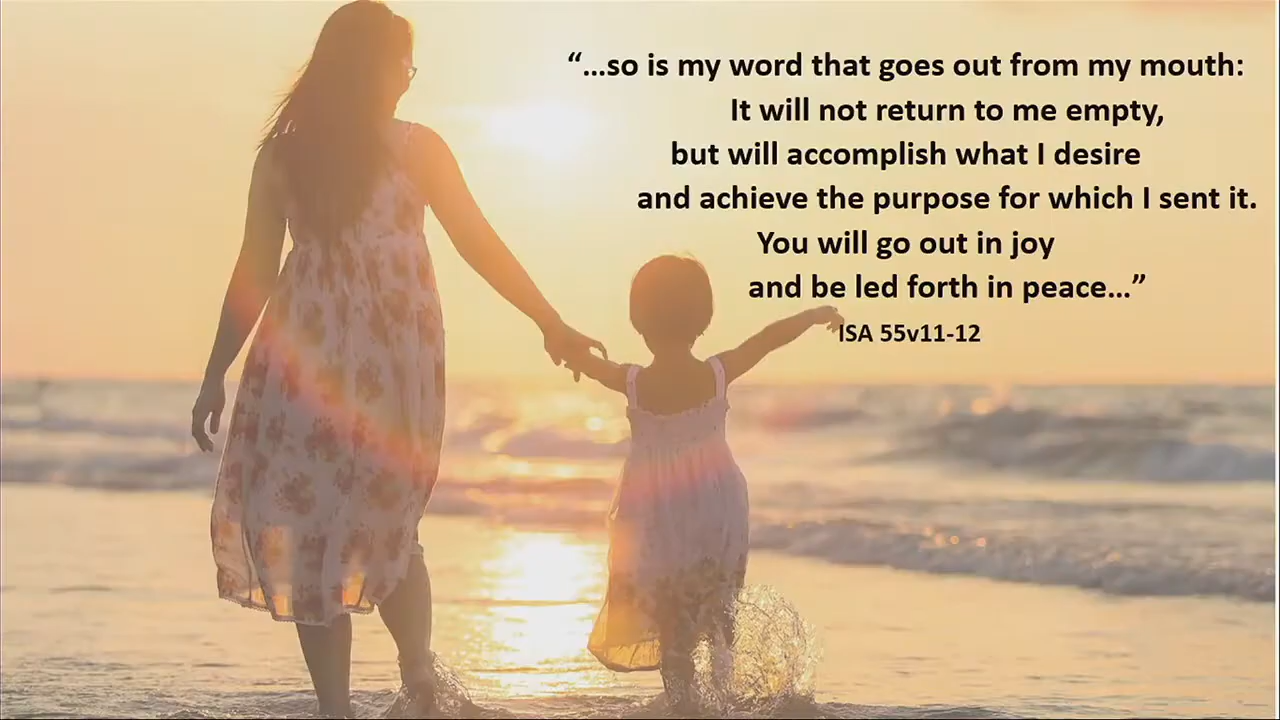 “...so is my word that goes out from my mouth:
It will not return to me empty,
but will accomplish what I desire
and achieve the purpose for which I sent it.
You will go out in joy
and be led forth in peace...”
ISA 55v11-12